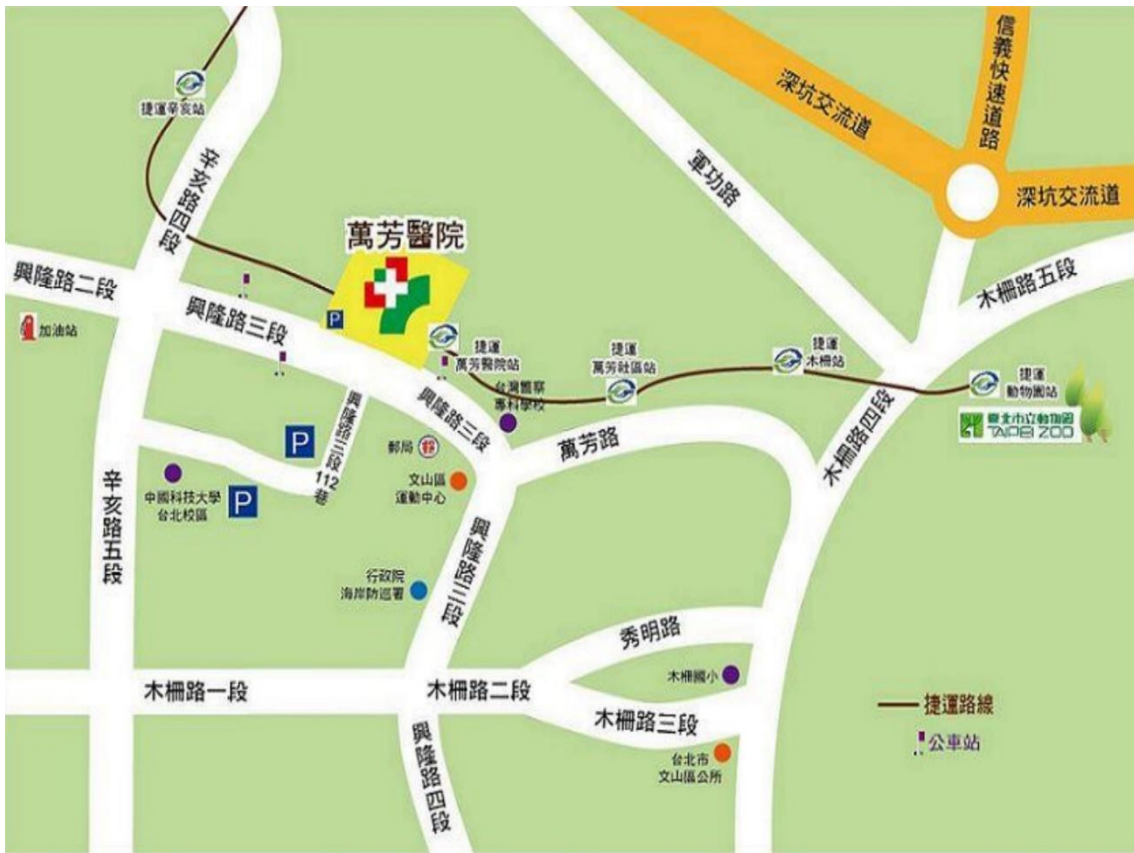 信義快速道路
深坑交流道
捷運辛亥站
軍功路
辛亥路四段
深坑交流道
萬芳醫院
興隆路二段
木柵路五段
加油站
興隆路三段
P
捷運
萬芳醫院站
捷運
萬芳社區站
捷運
木柵站
捷運
動物園站
台灣警察
專科學校
興隆路三段
興隆路三段112巷
臺北市立動物園
TAIPEI ZOO
郵局
萬芳路
木柵路四段
P
文山區
運動中心
中國科技大學
台北校區
P
辛亥路五段
興隆路三段
行政院
海岸防巡署
秀明路
木柵國小
木柵路一段
木柵路二段
木柵路三段
捷運路線
公車站
興隆路四段
台北市
文山區公所